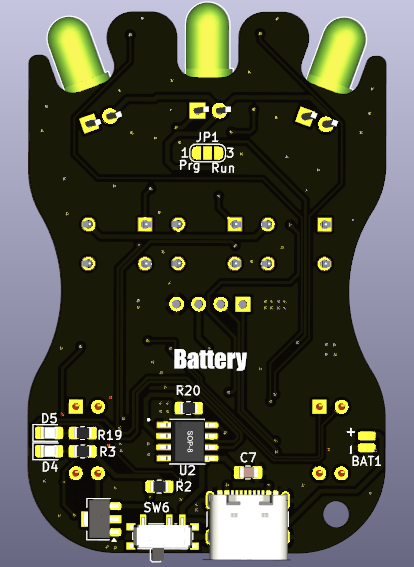 JP1
1 3
Prg Run
Battery
R20
D5
R19
+
D4
R3
SOP-8
-
BAT1
U2
C7
R2
SW6